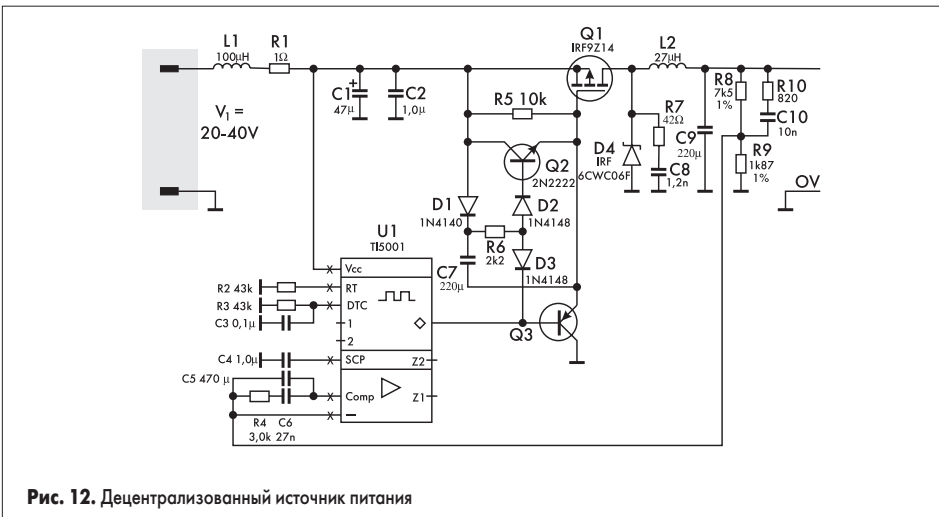 L1
100μH
R1
1Ω
V1 =
20-40V
C1
47μ
+
C2
1,0μ
Q1
IRF9Z14
R5 10k
Q2
2N2222
D1
1N4140
D2
1N4148
R6
2k2
D3
1N4148
C7
220μ
Q3
L2
27μH
R7
42Ω
D4
IRF
6CWC06F
C8
1,2n
C9
220μ
R8
7k5
1%
R10
820
C10
10n
R9
1k87
1%
OV
U1
TI5001
X Vcc
R2 43k X RT
R3 43k X DTC
C3 0,1μ
1
2
C4 1,0μ X SCP Z2
C5 470 μ
X Comp Z1
X –
R4 C6
3,0k 27n
Рис. 12. Децентрализованный источник питания